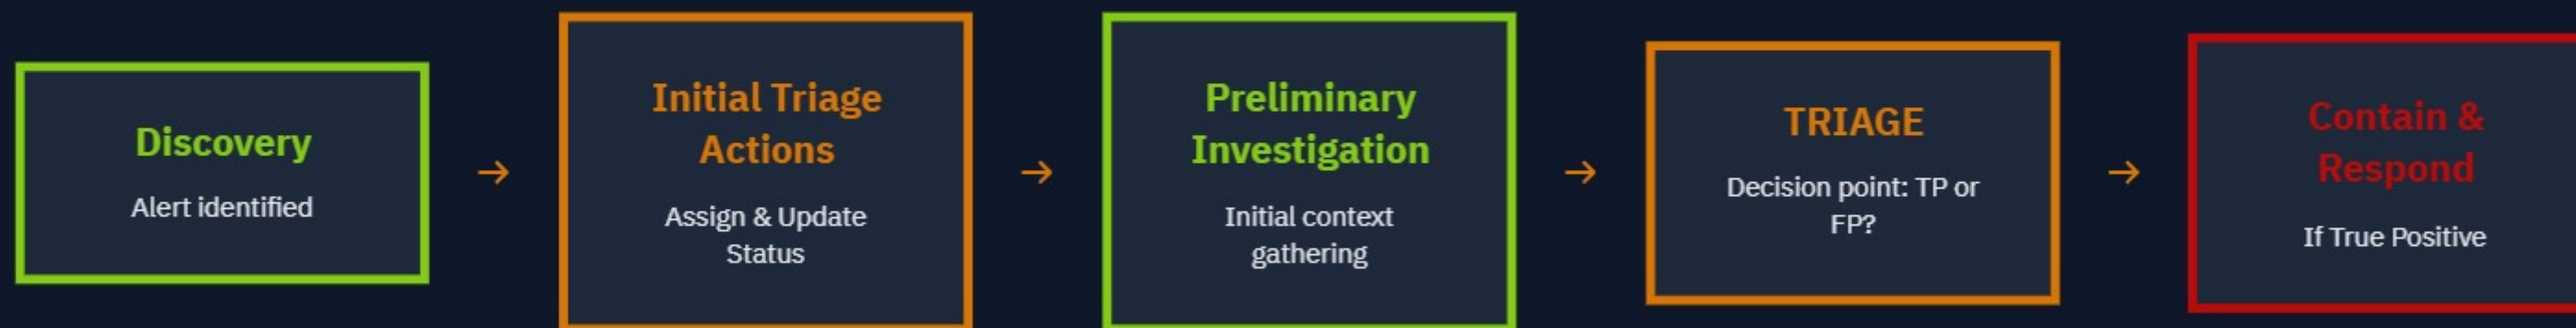 Discovery
Alert identified
→
Initial Triage
Actions
Assign & Update
Status
→
Preliminary
Investigation
Initial context
gathering
→
TRIAGE
Decision point: TP or
FP?
→
Contain &
Respond
If True Positive